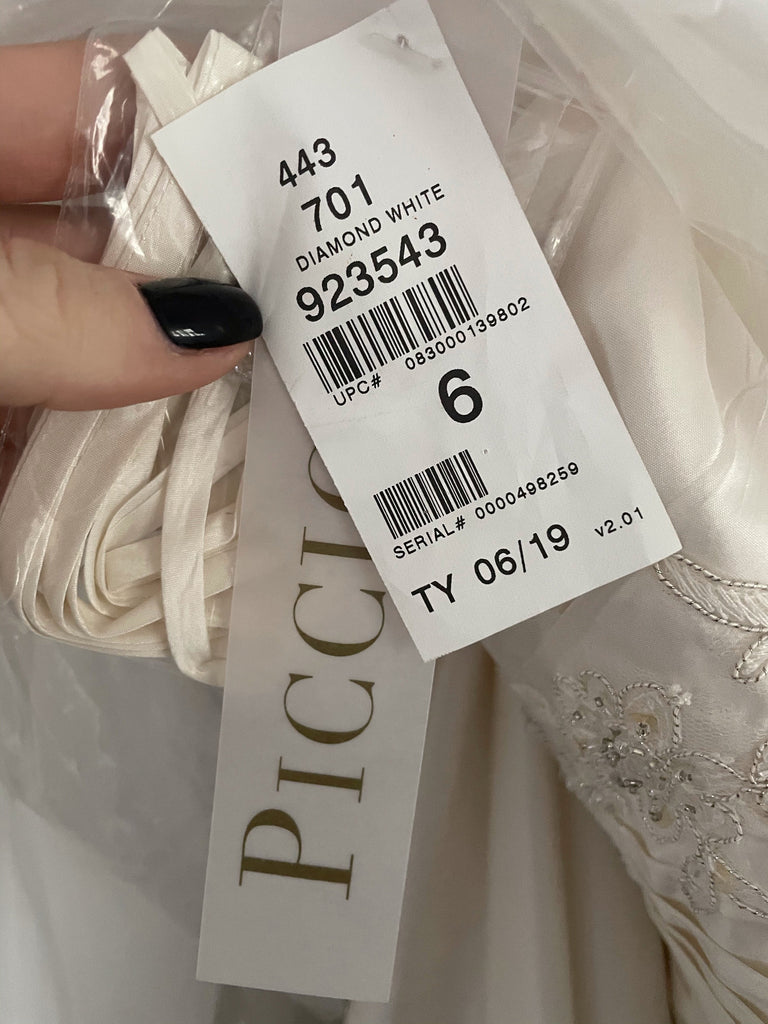 443
701
DIAMOND WHITE
923543
UPC# 083000139802
6
SERIAL# 0000498259
TY 06/19 v2.01
PICCIO